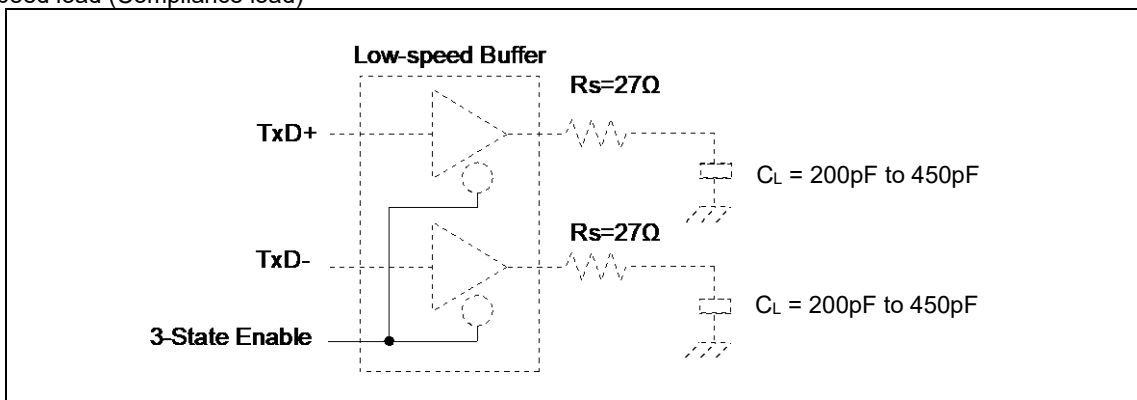 Low-speed Buffer
Rs=27Ω
TxD+
CL = 200pF to 450pF
Rs=27Ω
TxD-
CL = 200pF to 450pF
3-State Enable